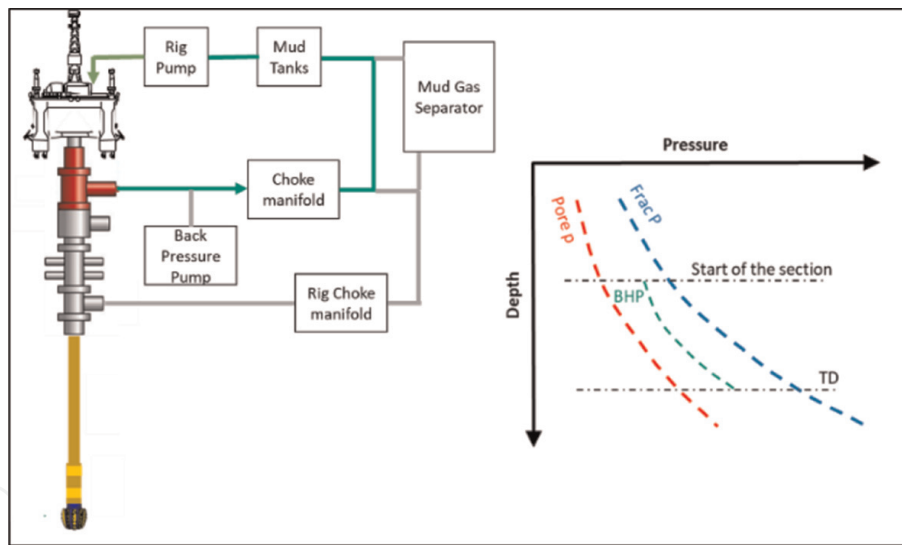 Rig
Pump
Mud
Tanks
Mud Gas
Separator
Choke
manifold
Back
Pressure
Pump
Rig Choke
manifold
Pressure
Depth
Pore p
Frac P
Start of the section
BHP
TD